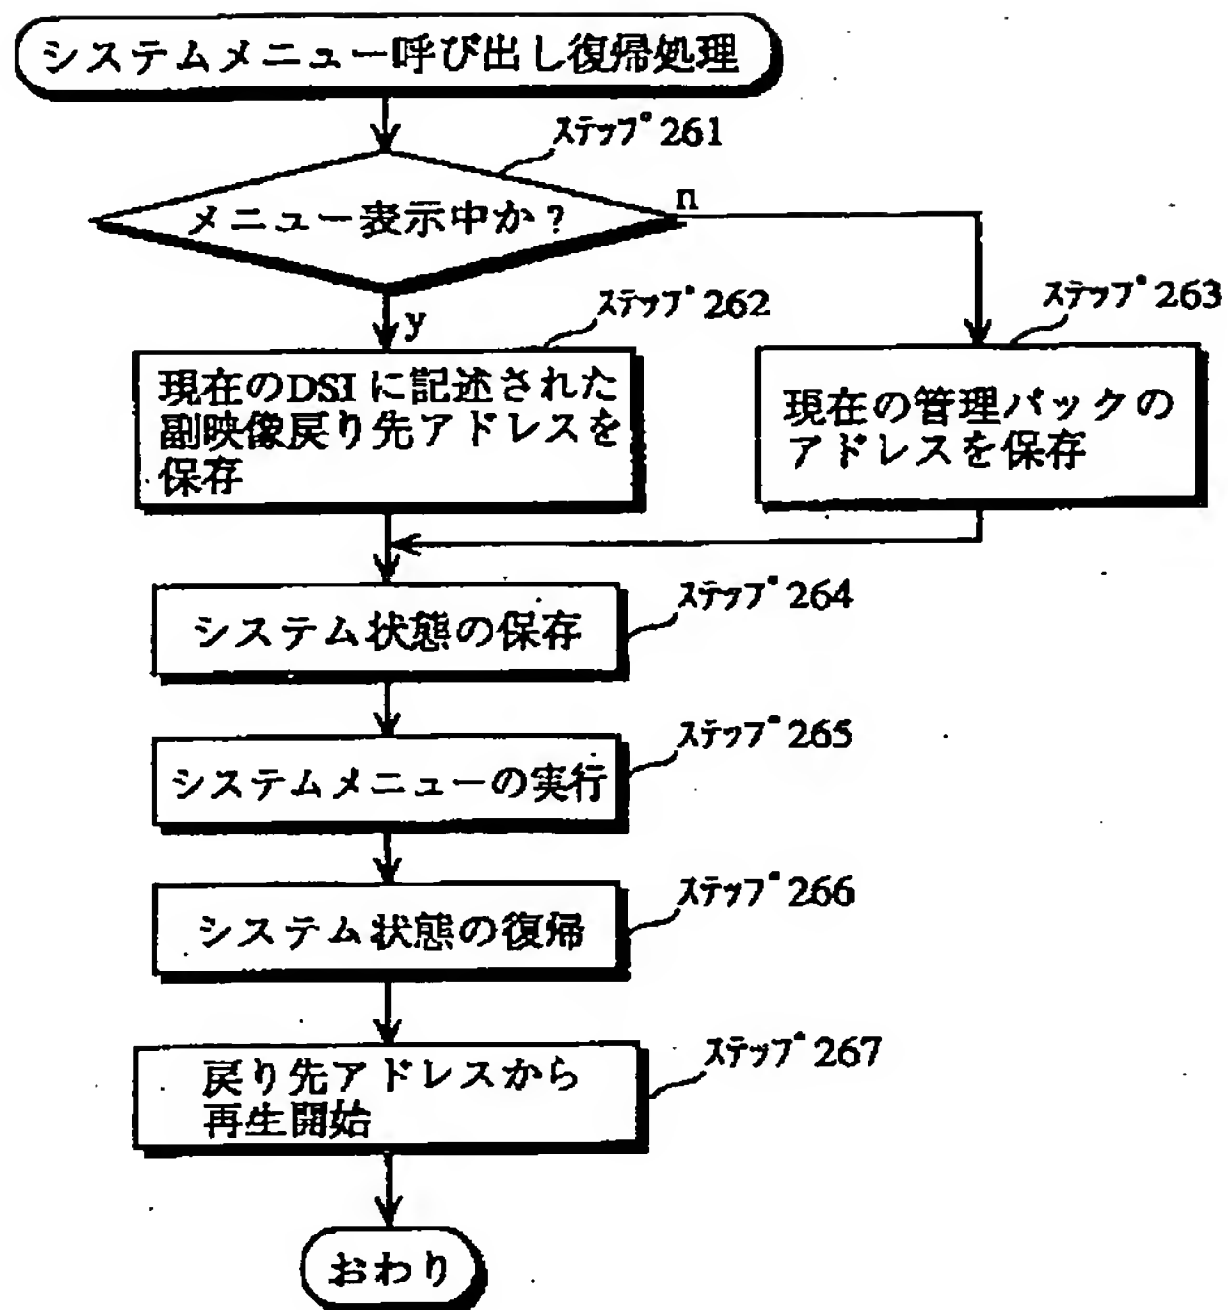 システムメニュー呼び出し復帰処理
ステップ261
メニュー表示中か？
n
y
ステップ262
現在のDSIに記述された
副映像戻り先アドレスを
保存
ステップ263
現在の管理パックの
アドレスを保存
ステップ264
システム状態の保存
ステップ265
システムメニューの実行
ステップ266
システム状態の復帰
ステップ267
戻り先アドレスから
再生開始
おわり